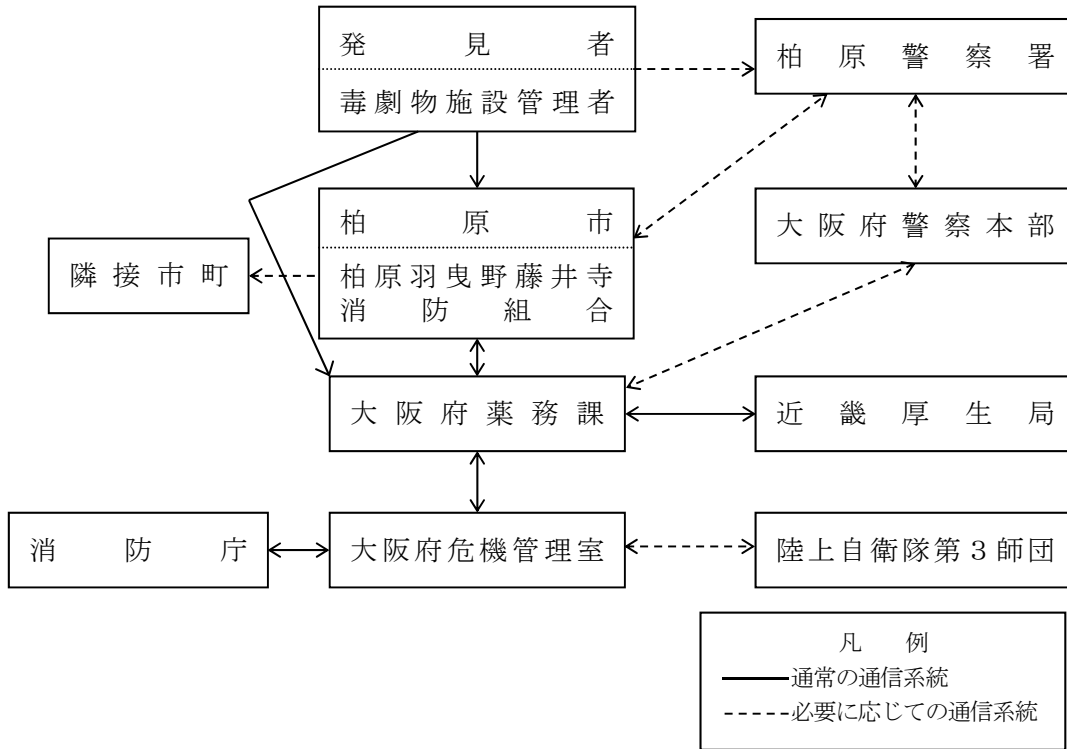 発見者
毒劇物施設管理者
柏原警察署
柏原市
柏原羽曳野藤井寺
消防組合
大阪府警察本部
隣接市町
大阪府薬務課
近畿厚生局
消防庁
大阪府危機管理室
陸上自衛隊第３師団
凡例
通常の通信系統
必要に応じての通信系統